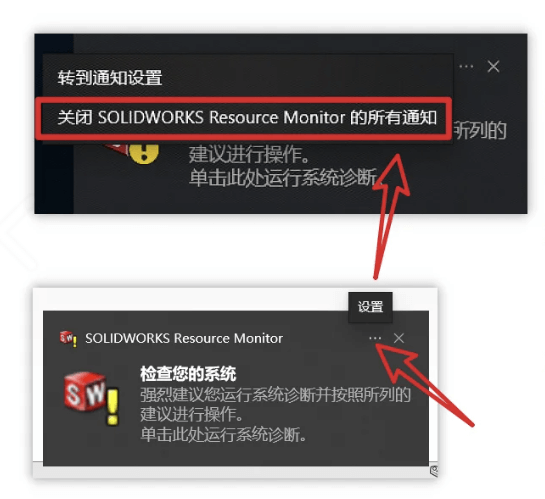 转到通知设置
关闭 SOLIDWORKS Resource Monitor 的所有通知
所列的
建议进行操作。
单击此处运行系统诊断
设置
SOLIDWORKS Resource Monitor
检查您的系统
强烈建议您运行系统诊断并按照所列的
建议进行操作。
单击此处运行系统诊断。